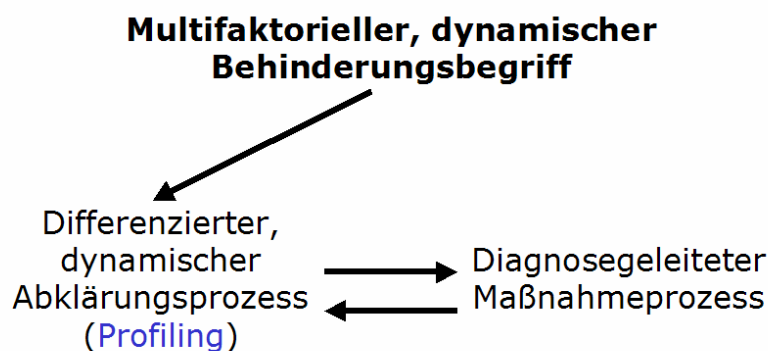 Multifaktorieller, dynamischer
Behinderungsbegriff
Differenzierter,
dynamischer
Abklärungsprozess
(Profiling)
Diagnosegeleiteter
Maßnahmeprozess